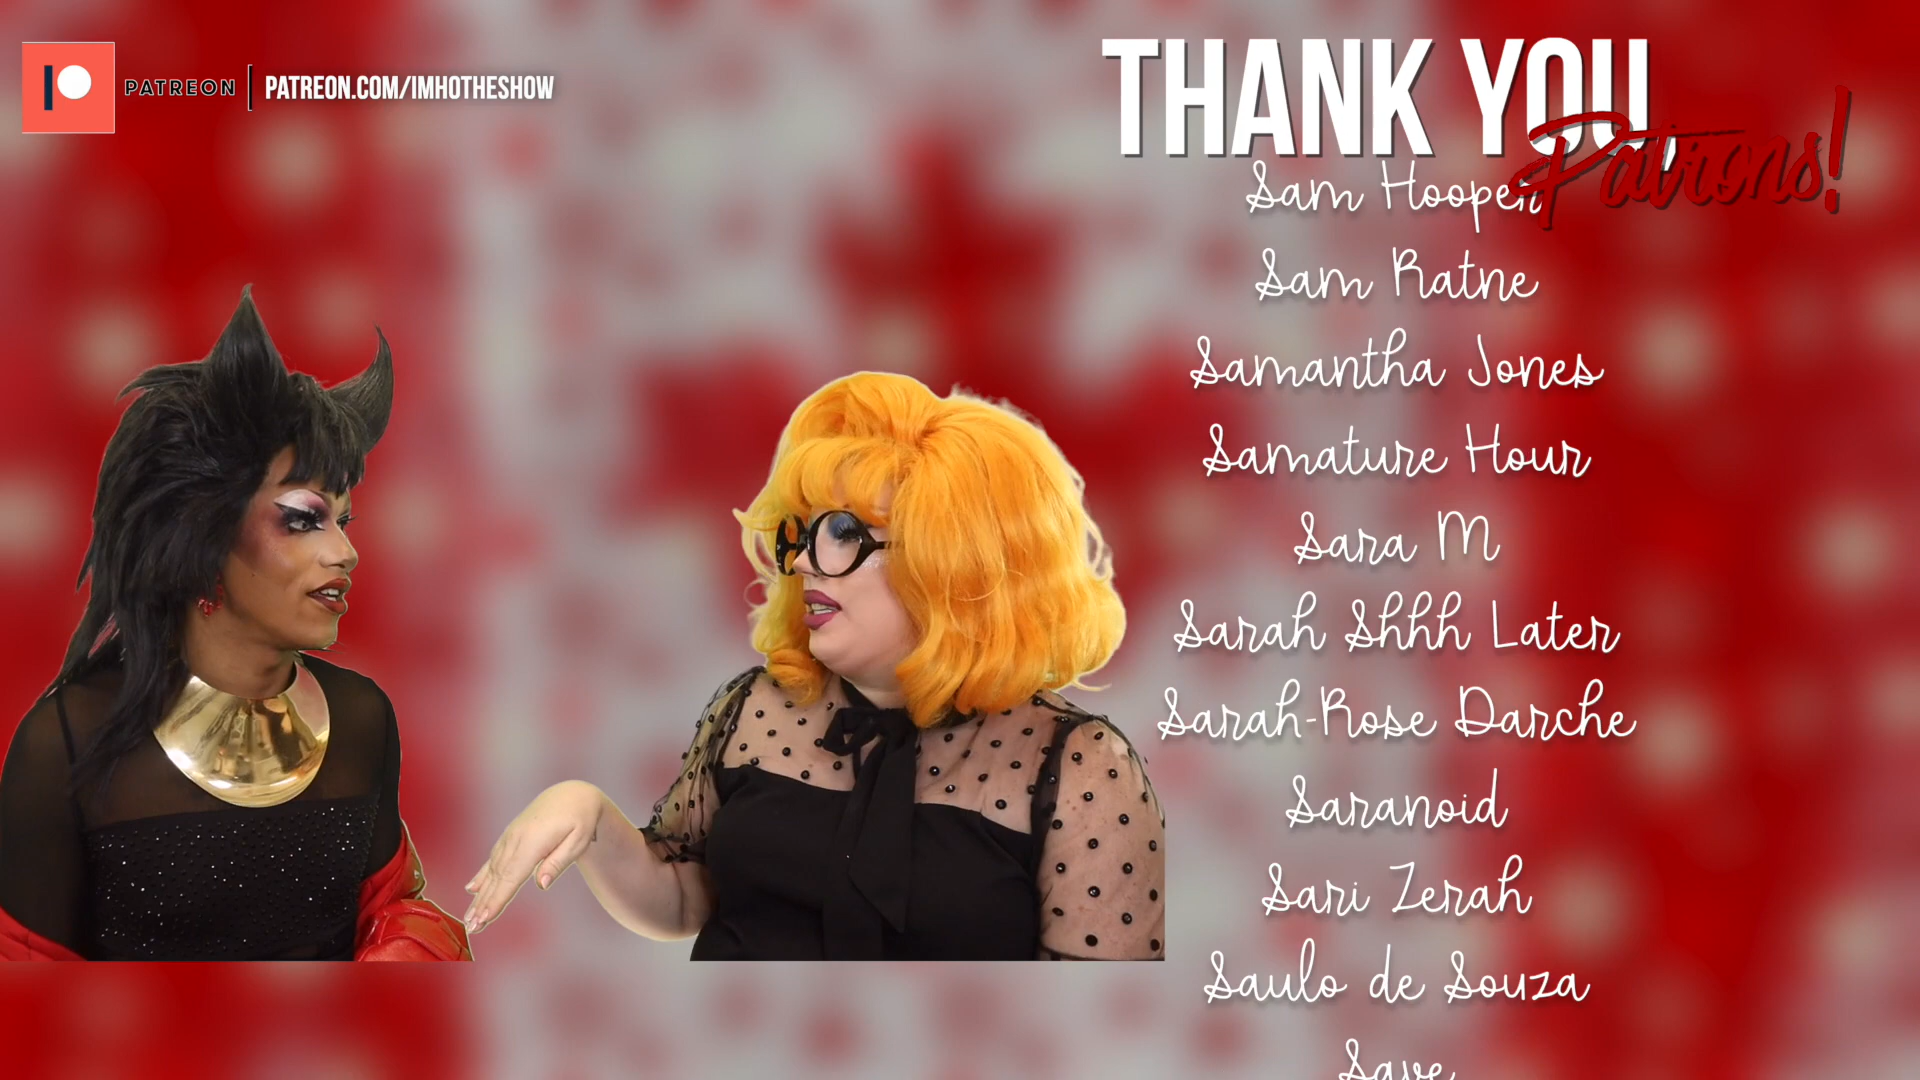 PATREON | PATREON.COM/IMHOTHESHOW
THANK YOU,
Patrons!
Sam Hooper
Sam Ratne
Samantha Jones
Samature Hour
Sara M
Sarah Shhh Later
Sarah-Rose Darche
Saranoid
Sari Zerah
Saulo de Souza
Save